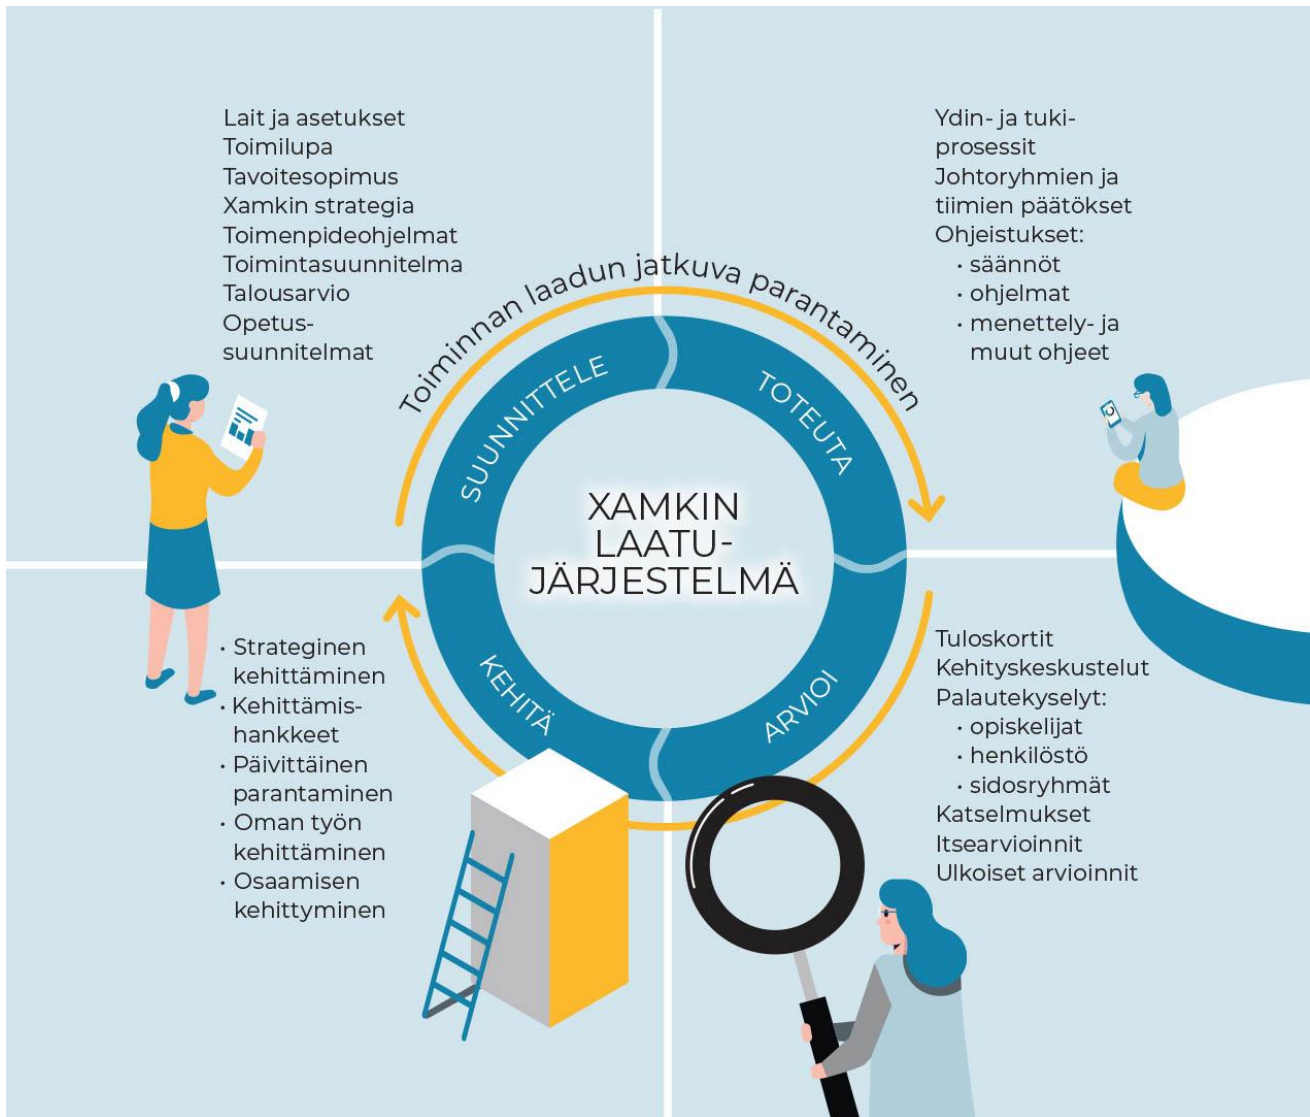 Lait ja asetukset
Toimilupa
Tavoitesopimus
Xamkin strategia
Toimenpideohjelmat
Toimintasuunnitelma
Talousarvio
Opetus-
suunnitelmat
Ydin- ja tuki-
prosessit
Johtoryhmien ja
tiimien päätökset
Ohjeistukset:
• säännöt
• ohjelmat
• menettely- ja
muut ohjeet
Toiminnan laadun jatkuva parantaminen
SUUNNITTELE
TOTEUTA
XAMKIN
LAATU-
JÄRJESTELMÄ
KEHITÄ
ARVIOI
• Strateginen
kehittäminen
• Kehittämis-
hankkeet
• Päivittäinen
parantaminen
• Oman työn
kehittäminen
• Osaamisen
kehittyminen
Tuloskortit
Kehityskeskustelut
Palautekyselyt:
• opiskelijat
• henkilöstö
• sidosryhmät
Katselmukset
Itsearvioinnit
Ulkoiset arvioinnit